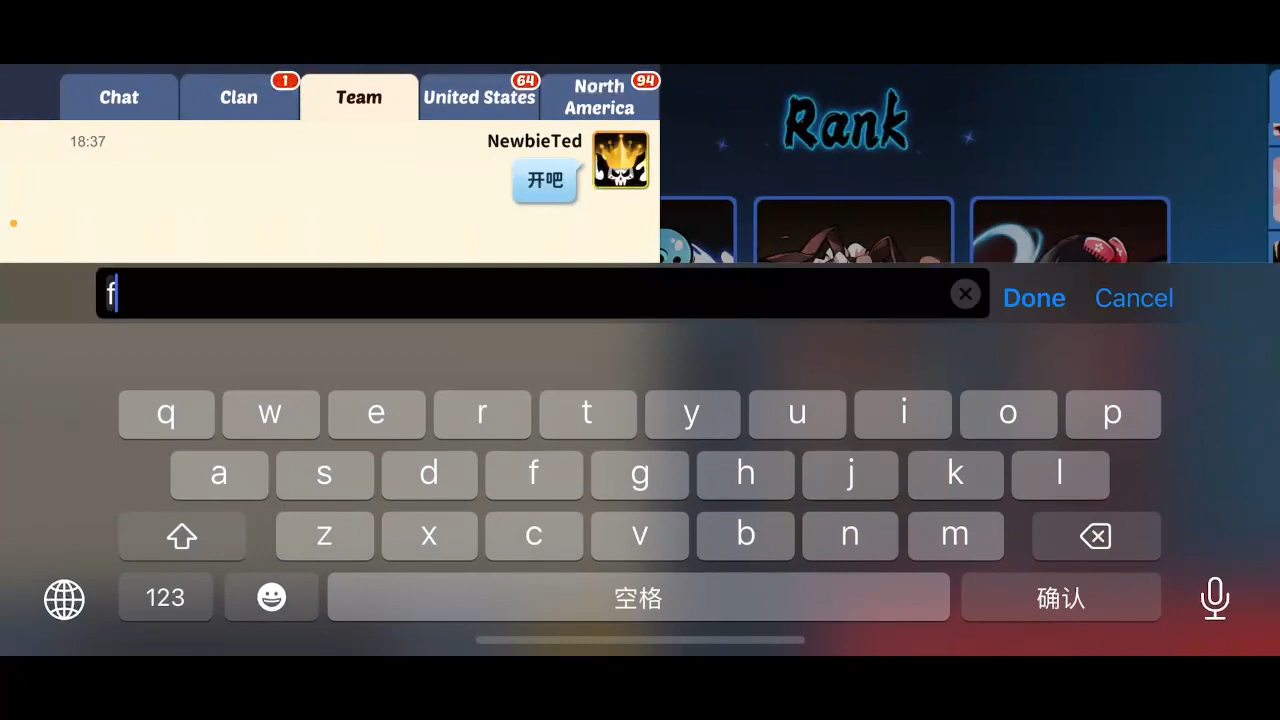 Chat
Clan
1
Team
United States
64
North
America
94
Rank
18:37
NewbieTed
开吧
f
Done
Cancel
q w e r t y u i o p
a s d f g h j k l
z x c v b n m
123
空格
确认